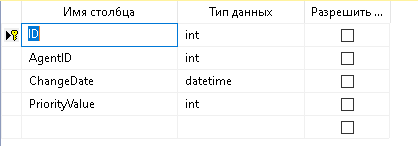 Имя столбца Тип данных Разрешить ...
ID int
AgentID int
ChangeDate datetime
PriorityValue int